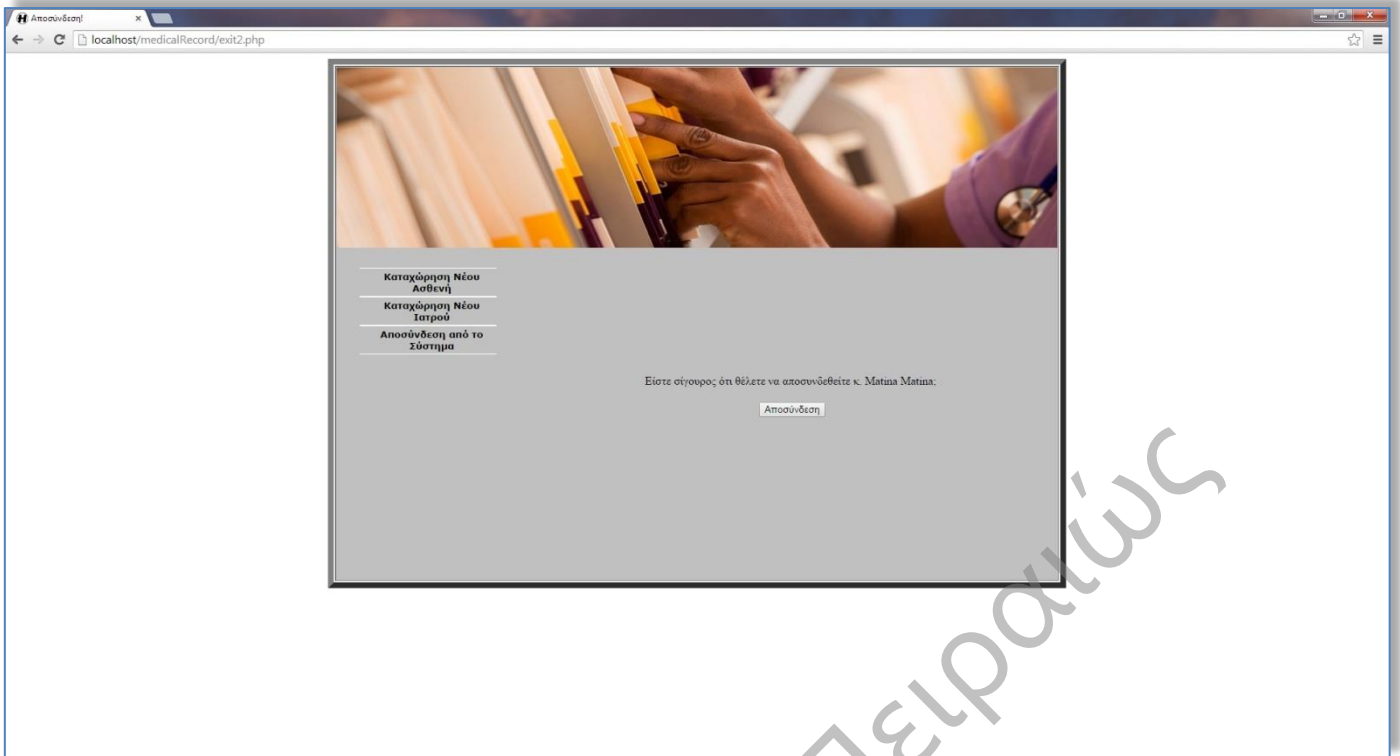 Αποσύνδεση!
localhost/medicalRecord/exit2.php
Καταχώρηση Νέου
Ασθενή
Καταχώρηση Νέου
Ιατρού
Αποσύνδεση από το
Σύστημα
Είστε σίγουρος ότι θέλετε να αποσυνδεθείτε κ. Matina Matina;
Αποσύνδεση
Πειραιώς